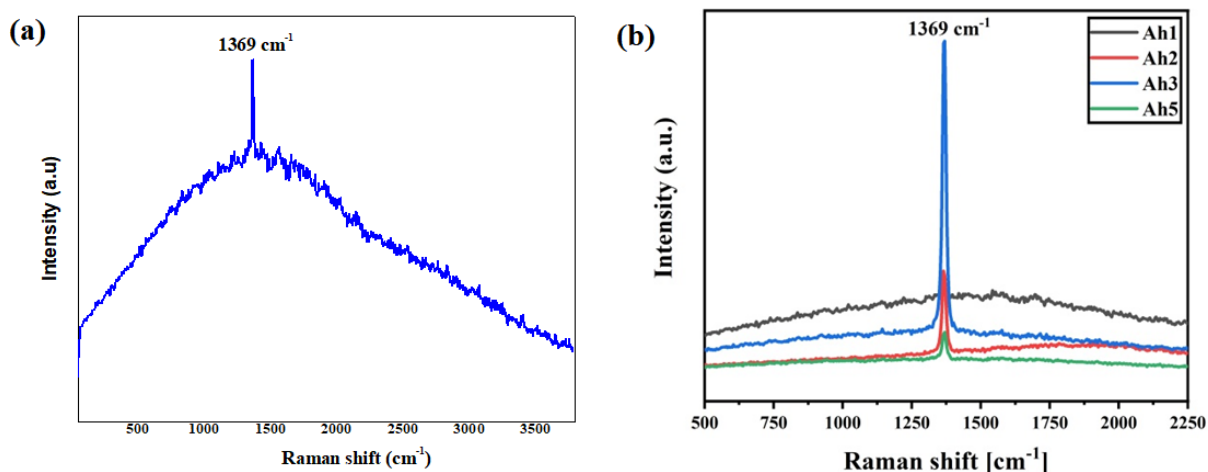 (a)
1369 cm⁻¹
Intensity (a.u)
500 1000 1500 2000 2500 3000 3500
Raman shift (cm⁻¹)
(b)
1369 cm⁻¹
Ah1
Ah2
Ah3
Ah5
Intensity (a.u.)
500 750 1000 1250 1500 1750 2000 2250
Raman shift [cm⁻¹]